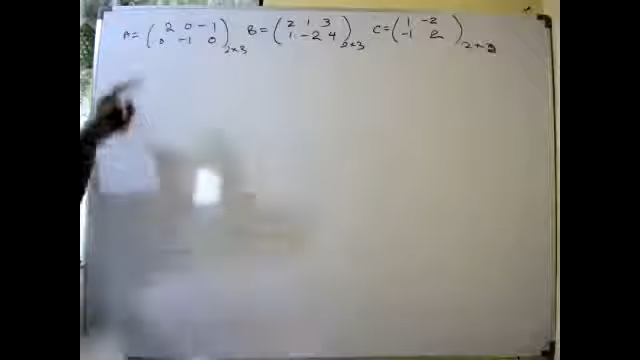 A = ( 2 0 -1 B = ( 2 1 3 C = ( 1 -2
0 -1 0 ) 2×3 1 -2 4 ) 2×3 -1 2 ) 2×2